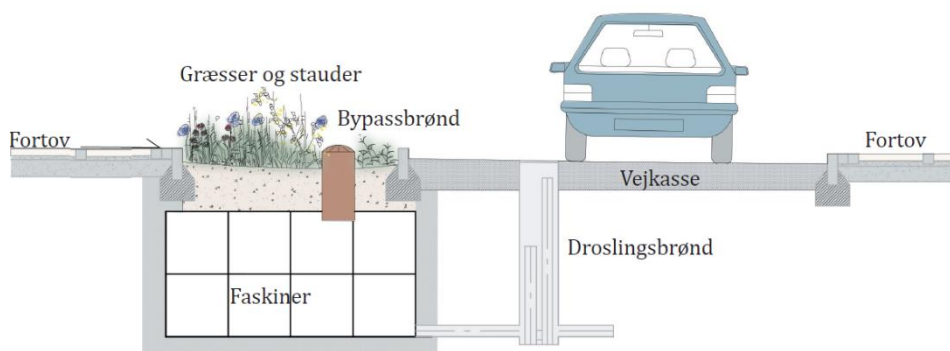 Græsser og stauder
Bypassbrønd
Fortov
Fortov
Vejkasse
Droslingsbrønd
Faskiner